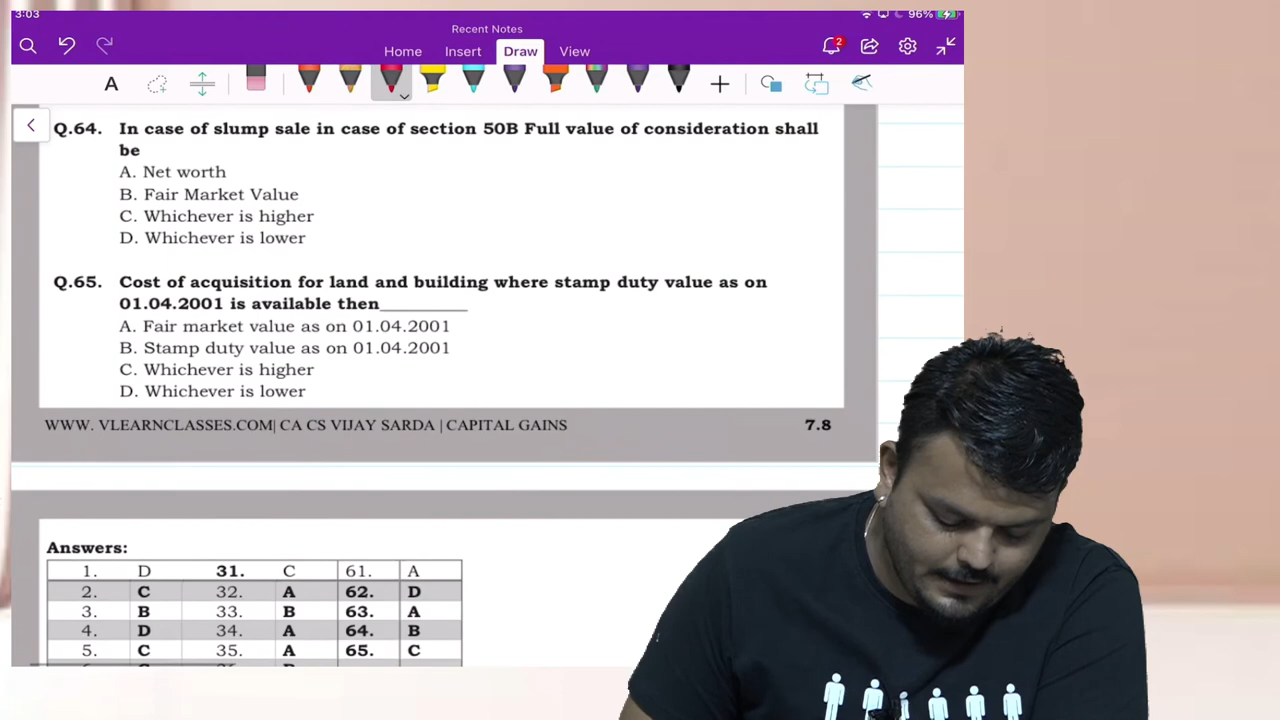 3:03
96%
Recent Notes
Home Insert Draw View
2
A
Q.64. In case of slump sale in case of section 50B Full value of consideration shall
be
A. Net worth
B. Fair Market Value
C. Whichever is higher
D. Whichever is lower
Q.65. Cost of acquisition for land and building where stamp duty value as on
01.04.2001 is available then________
A. Fair market value as on 01.04.2001
B. Stamp duty value as on 01.04.2001
C. Whichever is higher
D. Whichever is lower
WWW. VLEARNCLASSES.COM| CA CS VIJAY SARDA | CAPITAL GAINS 7.8
Answers:
1. D 31. C 61. A
2. C 32. A 62. D
3. B 33. B 63. A
4. D 34. A 64. B
5. C 35. A 65. C